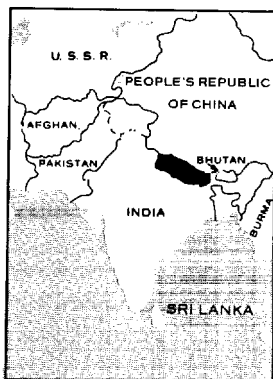 U. S. S. R.
PEOPLE'S REPUBLIC
OF CHINA
AFGHAN.
PAKISTAN
BHUTAN
INDIA
BURMA
SRI LANKA